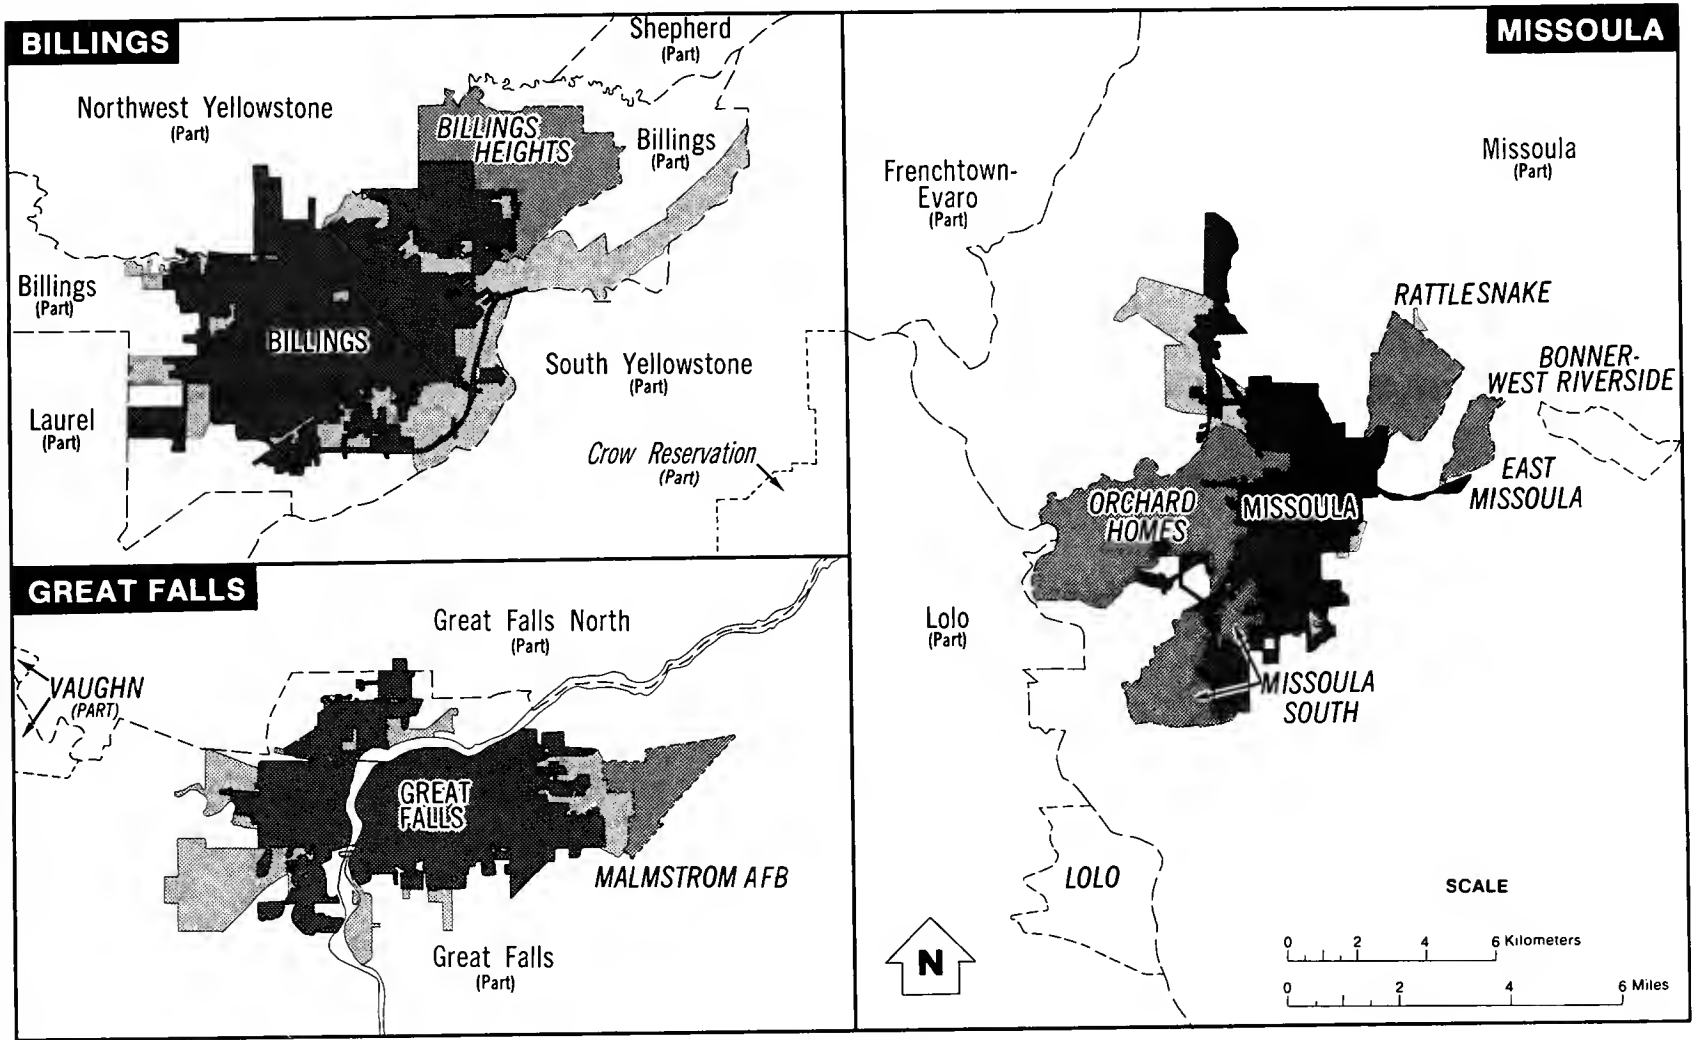 BILLINGS
Shepherd
(Part)
Northwest Yellowstone
(Part)
BILLINGS
HEIGHTS
Billings
(Part)
Billings
(Part)
BILLINGS
South Yellowstone
(Part)
Laurel
(Part)
Crow Reservation
(Part)
GREAT FALLS
Great Falls North
(Part)
VAUGHN
(PART)
GREAT
FALLS
MALMSTROM AFB
Great Falls
(Part)
MISSOULA
Missoula
(Part)
Frenchtown-
Evaro
(Part)
RATTLESNAKE
BONNER-
WEST RIVERSIDE
EAST
MISSOULA
ORCHARD
HOMES
MISSOULA
Lolo
(Part)
MISSOULA
SOUTH
LOLO
N
SCALE
0 2 4 6 Kilometers
0 2 4 6 Miles